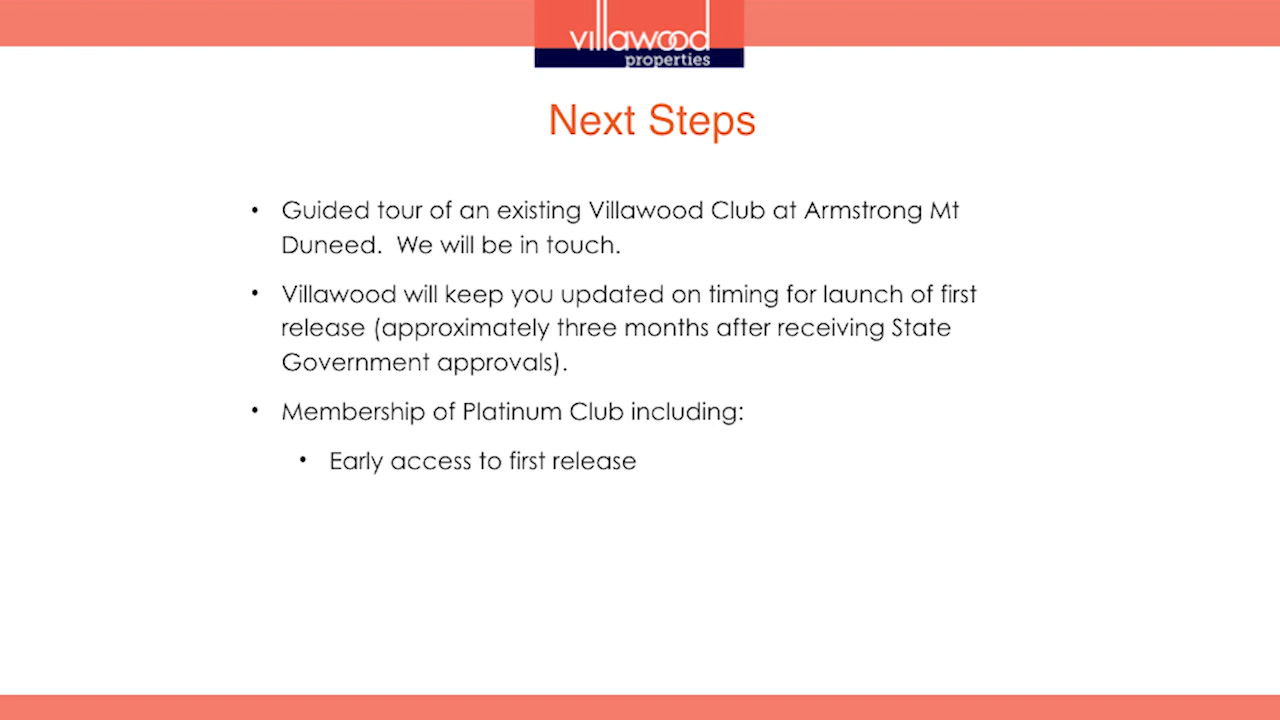 villawood
properties
Next Steps
• Guided tour of an existing Villawood Club at Armstrong Mt
Duneed.  We will be in touch.
• Villawood will keep you updated on timing for launch of first
release (approximately three months after receiving State
Government approvals).
• Membership of Platinum Club including:
• Early access to first release